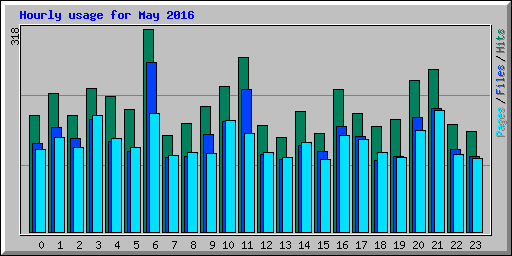 Hourly usage for May 2016
318
Pages / Files / Hits
0 1 2 3 4 5 6 7 8 9 10 11 12 13 14 15 16 17 18 19 20 21 22 23